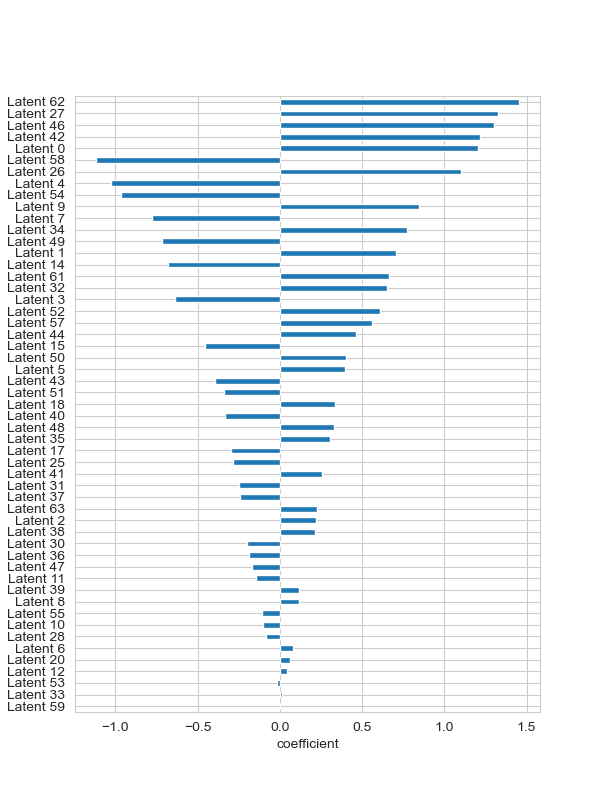 Latent 62
Latent 27
Latent 46
Latent 42
Latent 0
Latent 58
Latent 26
Latent 4
Latent 54
Latent 9
Latent 7
Latent 34
Latent 49
Latent 1
Latent 14
Latent 61
Latent 32
Latent 3
Latent 52
Latent 57
Latent 44
Latent 15
Latent 50
Latent 5
Latent 43
Latent 51
Latent 18
Latent 40
Latent 48
Latent 35
Latent 17
Latent 25
Latent 41
Latent 31
Latent 37
Latent 63
Latent 2
Latent 38
Latent 30
Latent 36
Latent 47
Latent 11
Latent 39
Latent 8
Latent 55
Latent 10
Latent 28
Latent 6
Latent 20
Latent 12
Latent 53
Latent 33
Latent 59
−1.0 −0.5 0.0 0.5 1.0 1.5
coefficient